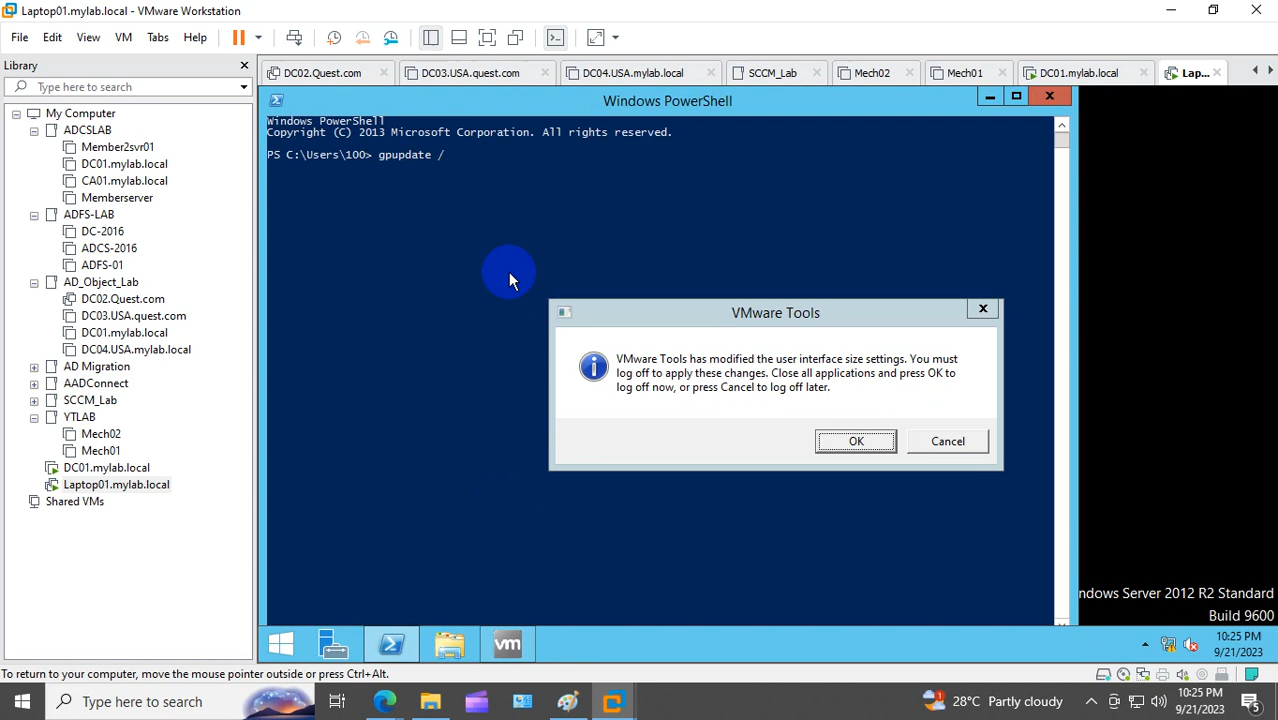 Laptop01.mylab.local - VMware Workstation
File Edit View VM Tabs Help
Library
Type here to search
My Computer
ADCSLAB
Member2svr01
DC01.mylab.local
CA01.mylab.local
Memberserver
ADFS-LAB
DC-2016
ADCS-2016
ADFS-01
AD_Object_Lab
DC02.Quest.com
DC03.USA.quest.com
DC01.mylab.local
DC04.USA.mylab.local
AD Migration
AADConnect
SCCM_Lab
YTLAB
Mech02
Mech01
DC01.mylab.local
Laptop01.mylab.local
Shared VMs
DC02.Quest.com DC03.USA.quest.com DC04.USA.mylab.local SCCM_Lab Mech02 Mech01 DC01.mylab.local Lap...
Windows PowerShell
Windows PowerShell
Copyright (C) 2013 Microsoft Corporation. All rights reserved.
PS C:\Users\100> gpupdate /
VMware Tools
VMware Tools has modified the user interface size settings. You must
log off to apply these changes. Close all applications and press OK to
log off now, or press Cancel to log off later.
OK Cancel
ndows Server 2012 R2 Standard
Build 9600
vm
10:25 PM
9/21/2023
To return to your computer, move the mouse pointer outside or press Ctrl+Alt.
Type here to search
28°C Partly cloudy
10:25 PM
9/21/2023
5